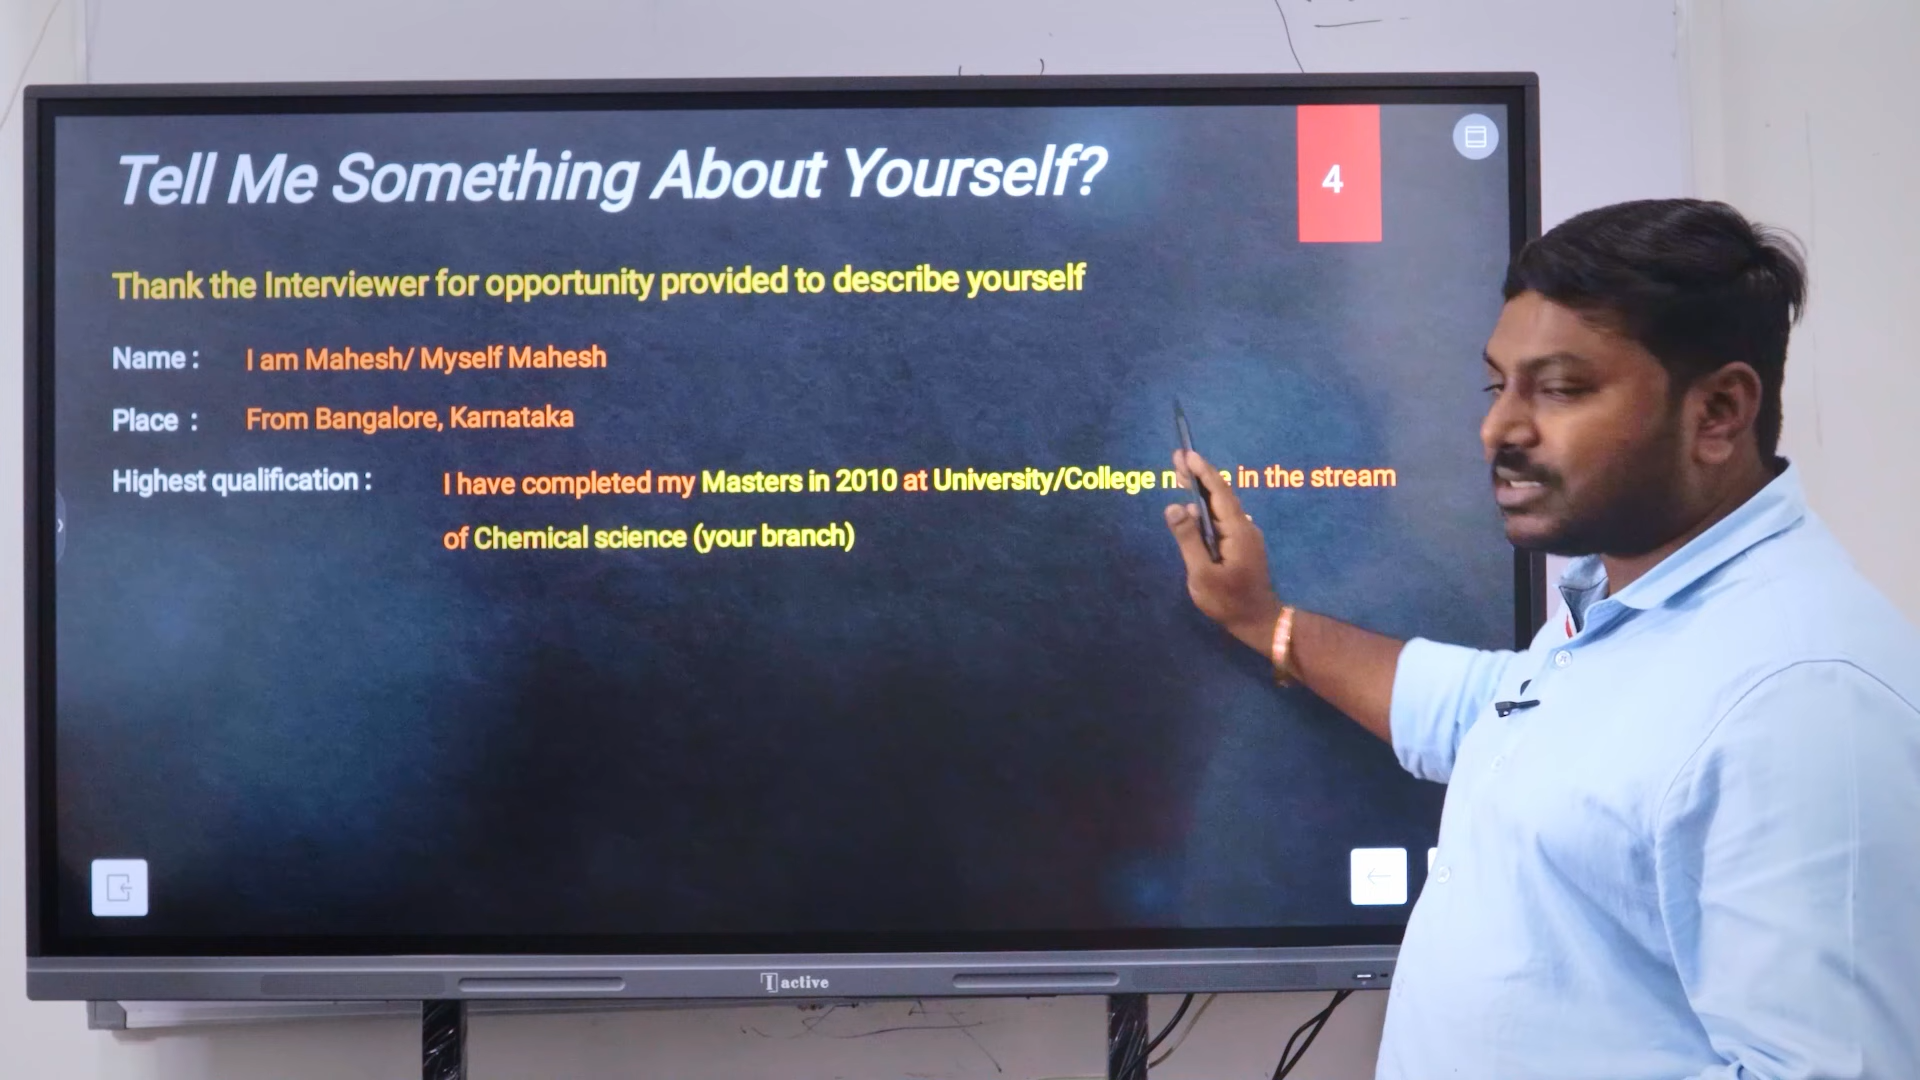 Tell Me Something About Yourself?
4
Thank the Interviewer for opportunity provided to describe yourself
Name : I am Mahesh/ Myself Mahesh
Place : From Bangalore, Karnataka
Highest qualification : I have completed my Masters in 2010 at University/College in the stream
of Chemical science (your branch)
Iactive